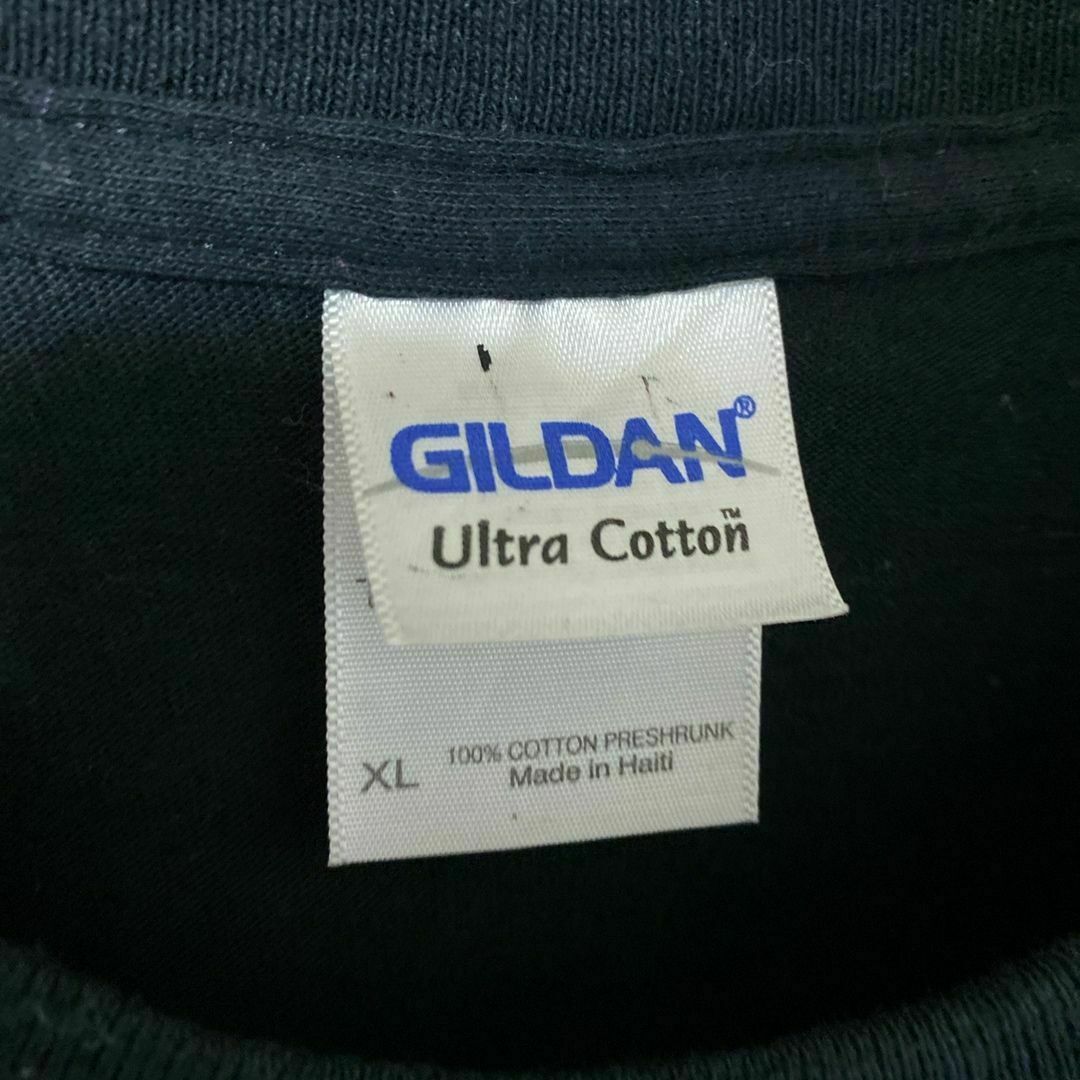 GILDAN®
Ultra Cotton™
XL 100% COTTON PRESHRUNK
Made in Haiti